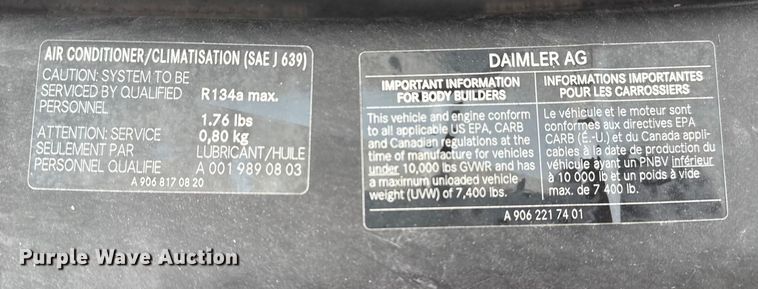 AIR CONDITIONER/CLIMATISATION (SAE J 639)
CAUTION: SYSTEM TO BE
SERVICED BY QUALIFIED
PERSONNEL
ATTENTION: SERVICE
SEULEMENT PAR
PERSONNEL QUALIFIE
R134a max.
1.76 lbs
0,80 kg
LUBRICANT/HUILE
A 001 989 08 03
A 906 817 08 20
DAIMLER AG
IMPORTANT INFORMATION
FOR BODY BUILDERS
This vehicle and engine conform
to all applicable US EPA, CARB
and Canadian regulations at the
time of manufacture for vehicles
under 10,000 lbs GVWR and has
a maximum unloaded vehicle
weight (UVW) of 7,400 lbs.
INFORMATIONS IMPORTANTES
POUR LES CARROSSIERS
Le véhicule et le moteur sont
conformes aux directives EPA
CARB (É.-U.) et du Canada appli-
cables à la date de production du
véhicule ayant un PNBV inférieur
à 10 000 lb et un poids à vide
max. de 7 400 lb.
A 906 221 74 01
Purple Wave Auction